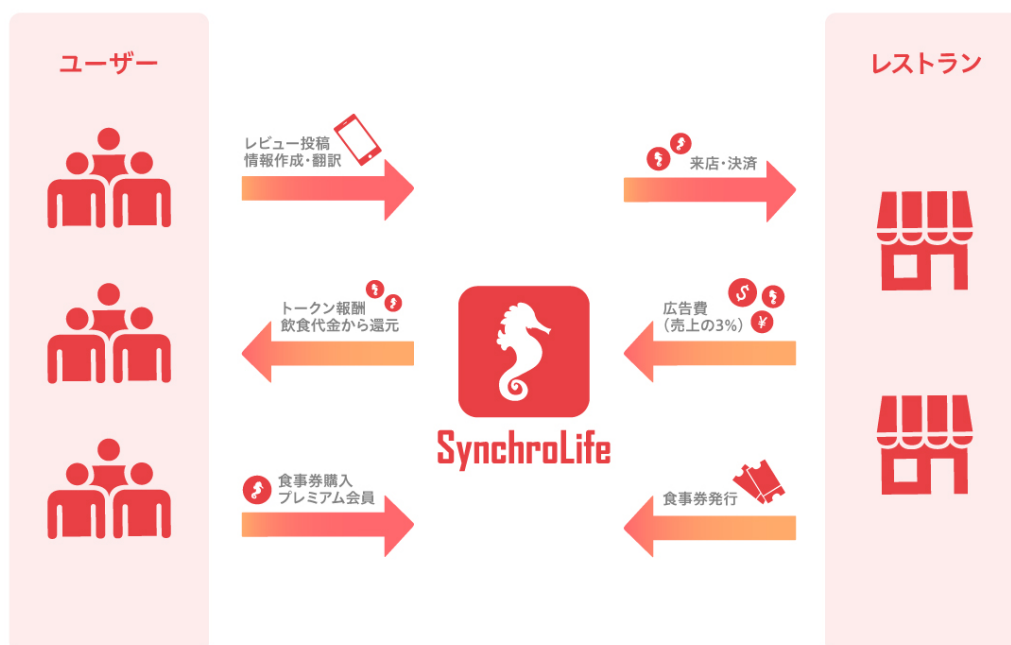 ユーザー
レストラン
レビュー投稿
情報作成・翻訳
来店・決済
トークン報酬
飲食代金から還元
広告費
（売上の3％）
$
¥
SynchroLife
食事券購入
プレミアム会員
食事券発行